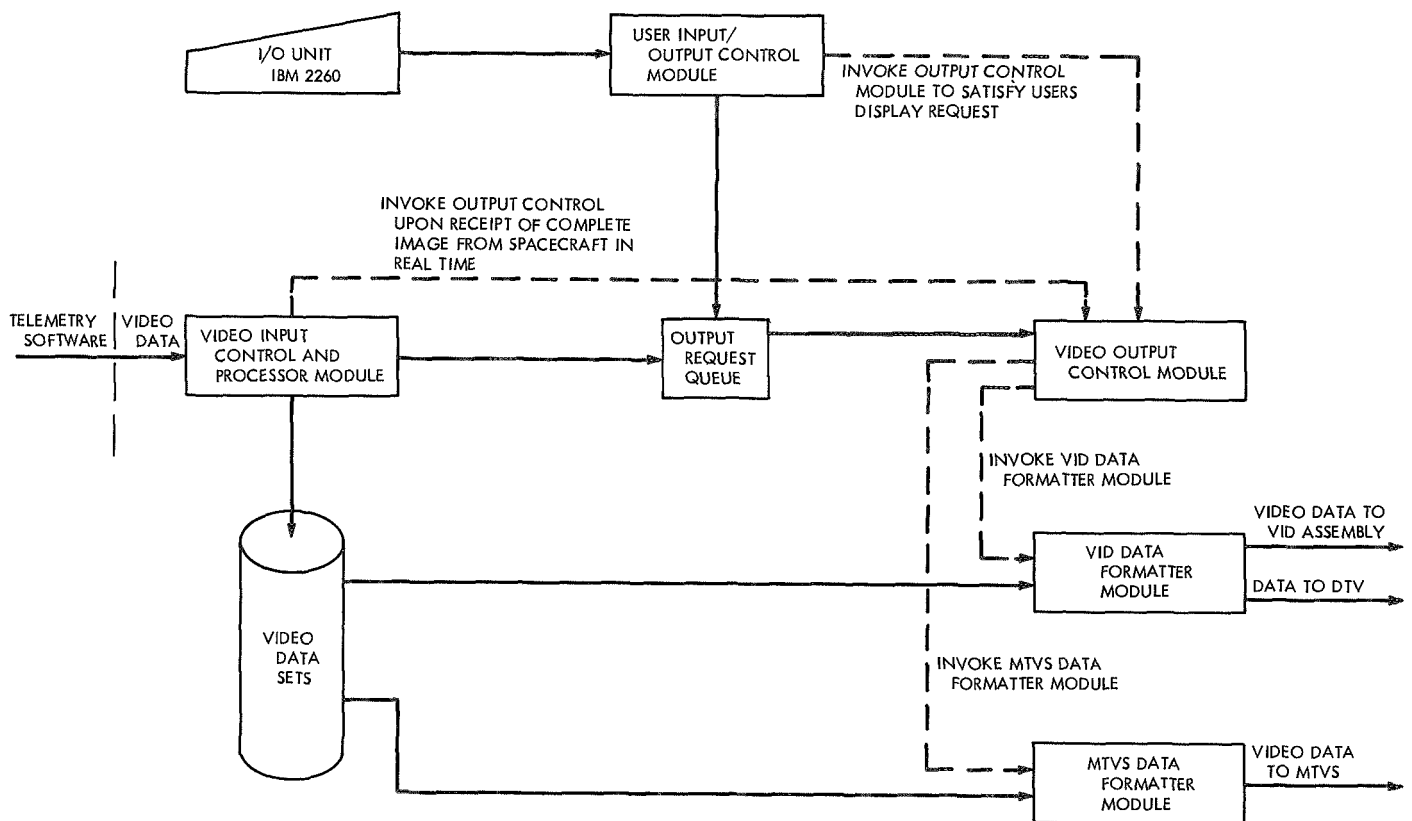 I/O UNIT
IBM 2260
USER INPUT/
OUTPUT CONTROL
MODULE
INVOKE OUTPUT CONTROL
MODULE TO SATISFY USERS
DISPLAY REQUEST
INVOKE OUTPUT CONTROL
UPON RECEIPT OF COMPLETE
IMAGE FROM SPACECRAFT IN
REAL TIME
TELEMETRY
SOFTWARE
VIDEO
DATA
VIDEO INPUT
CONTROL AND
PROCESSOR MODULE
OUTPUT
REQUEST
QUEUE
VIDEO OUTPUT
CONTROL MODULE
INVOKE VID DATA
FORMATTER MODULE
VID DATA
FORMATTER
MODULE
VIDEO DATA TO
VID ASSEMBLY
DATA TO DTV
VIDEO
DATA
SETS
INVOKE MTVS DATA
FORMATTER MODULE
MTVS DATA
FORMATTER
MODULE
VIDEO DATA
TO MTVS